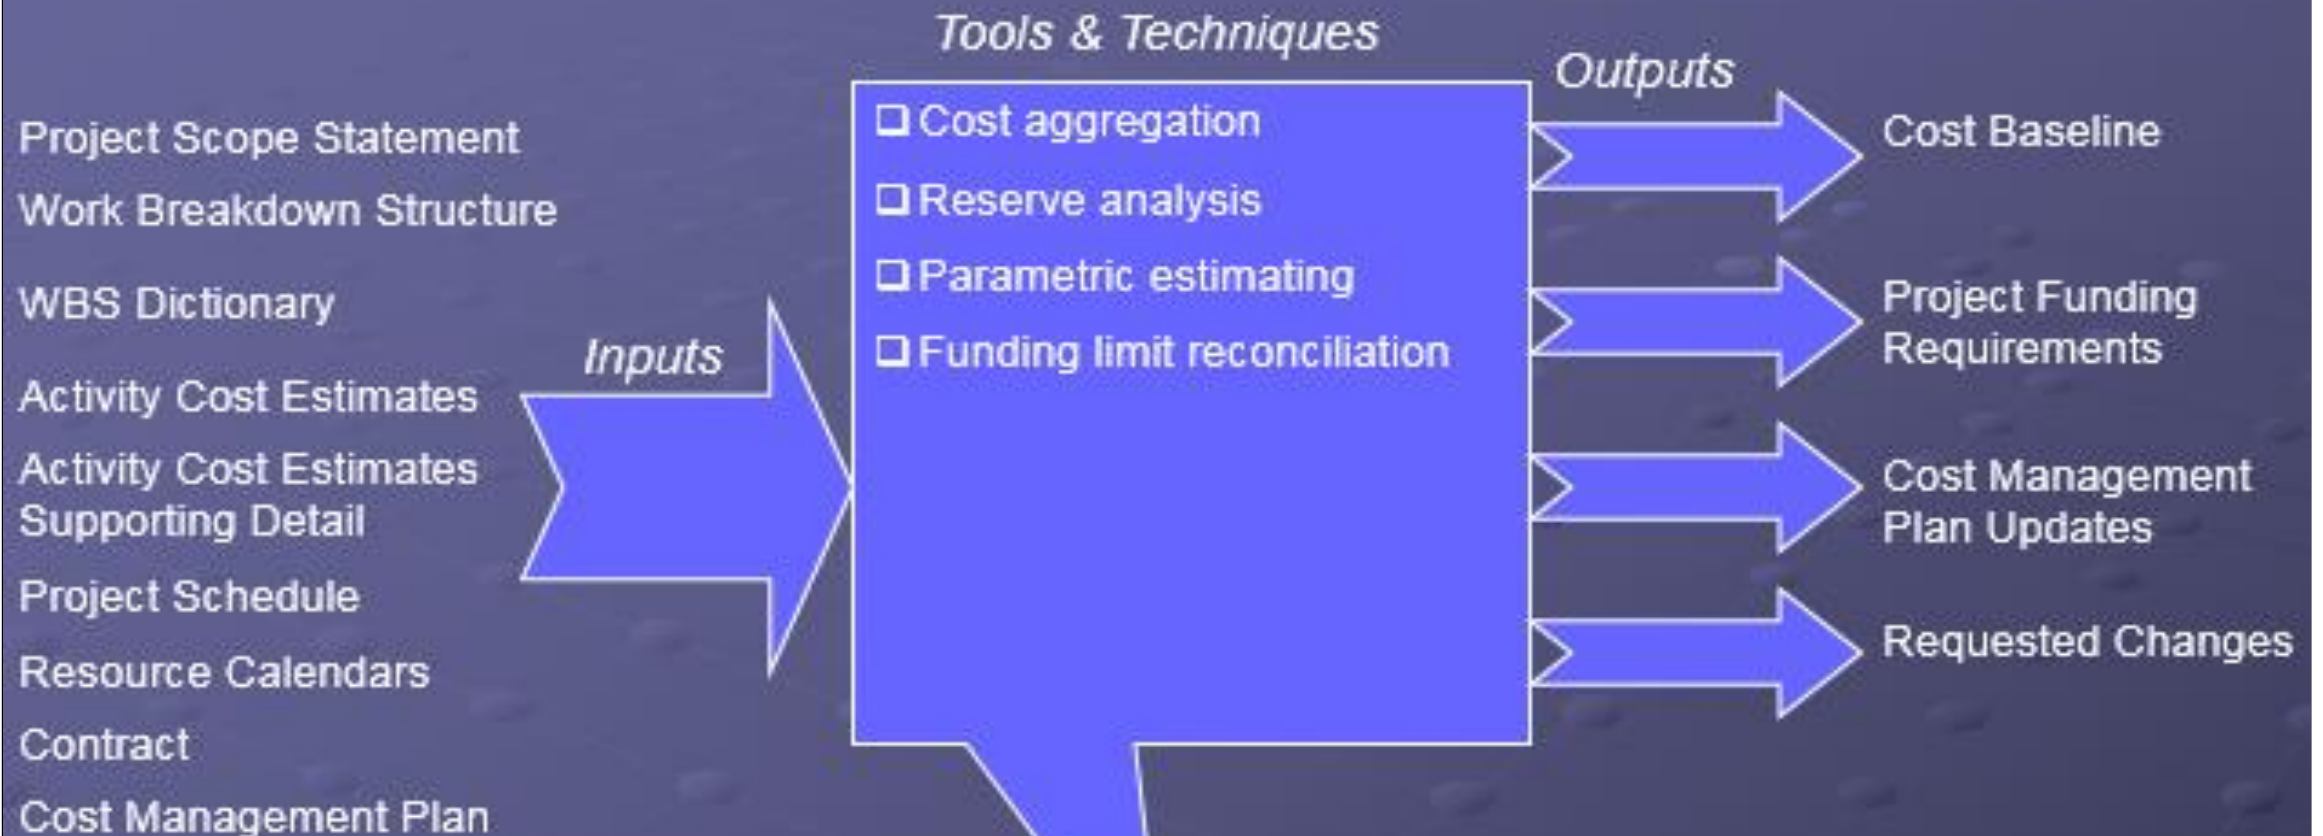 Tools & Techniques
Outputs
Inputs
Project Scope Statement
Work Breakdown Structure
WBS Dictionary
Activity Cost Estimates
Activity Cost Estimates
Supporting Detail
Project Schedule
Resource Calendars
Contract
Cost Management Plan
Cost aggregation
Reserve analysis
Parametric estimating
Funding limit reconciliation
Cost Baseline
Project Funding
Requirements
Cost Management
Plan Updates
Requested Changes